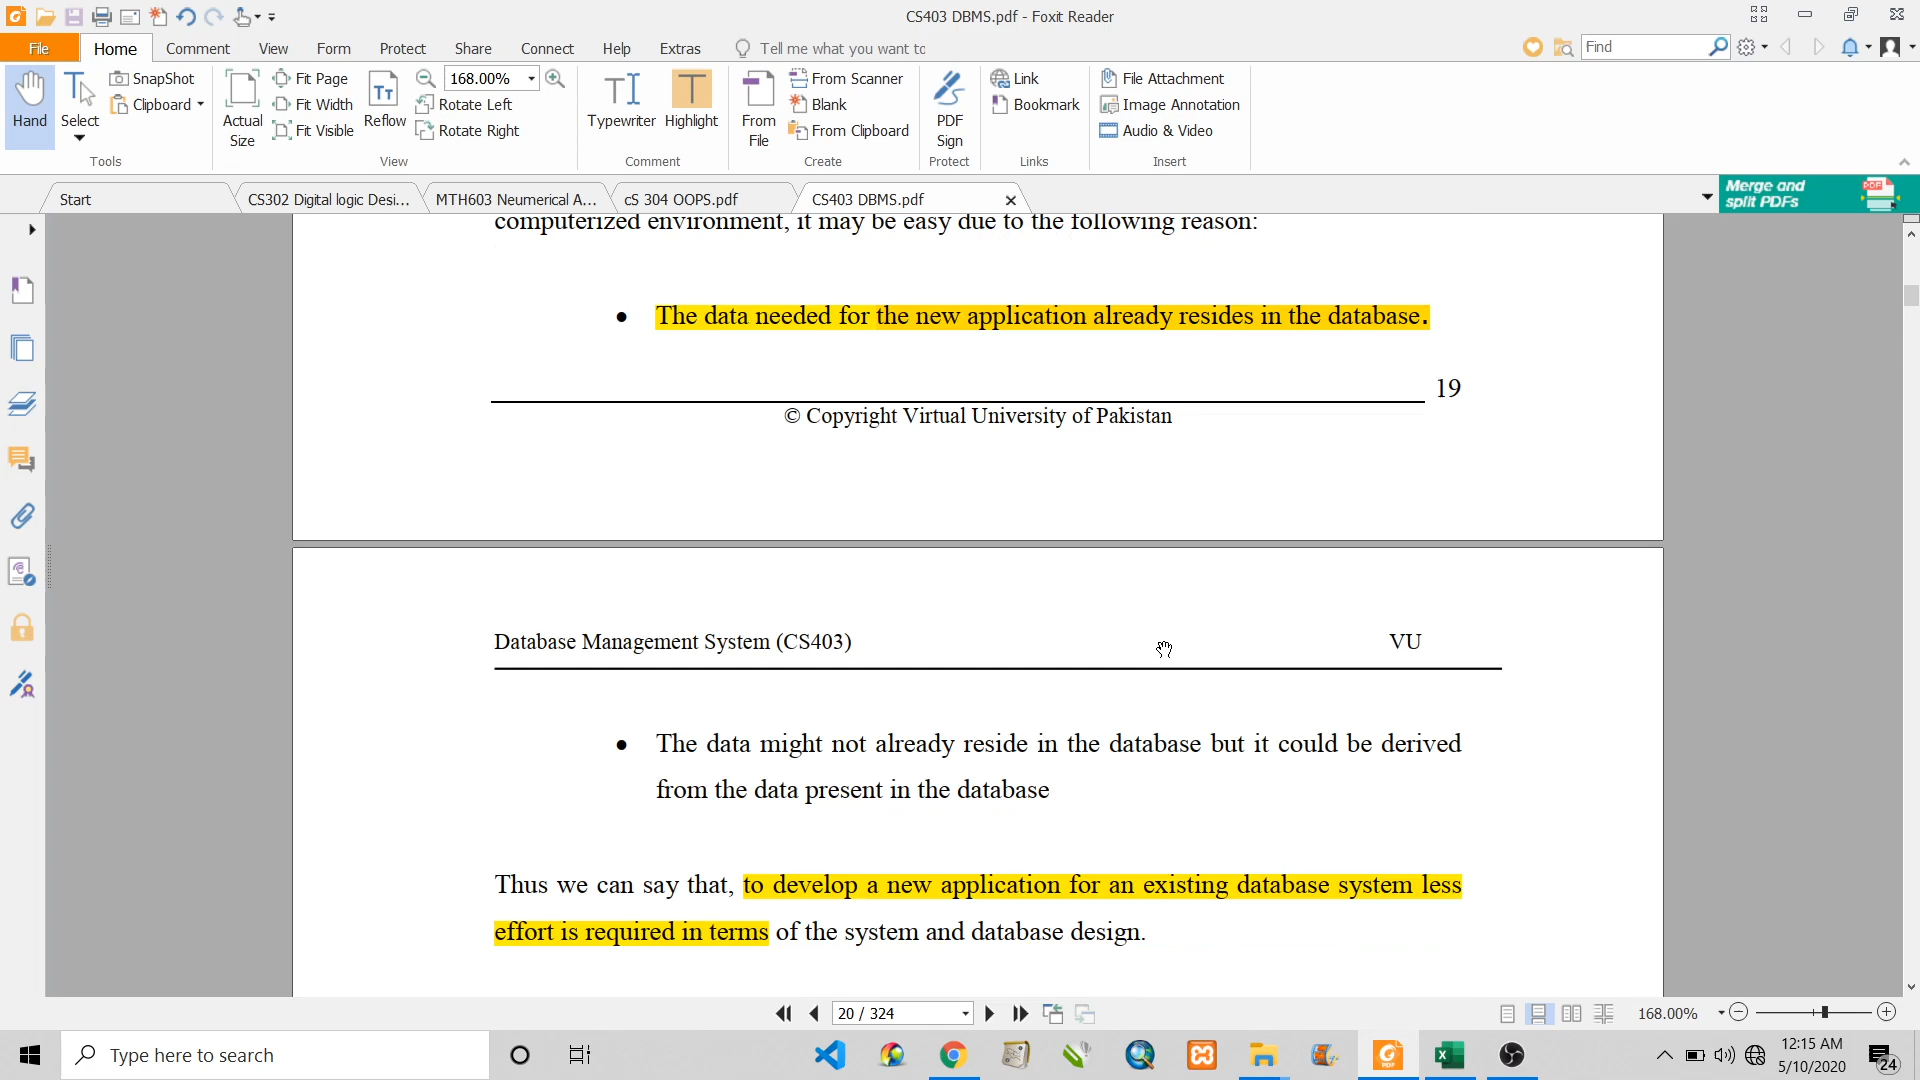 CS403 DBMS.pdf - Foxit Reader
File Home Comment View Form Protect Share Connect Help Extras Tell me what you want to Find
Hand
Select
SnapShot
Clipboard
Tools
Actual Size
Fit Page
Fit Width
Fit Visible
Reflow
168.00%
Rotate Left
Rotate Right
View
Typewriter
Highlight
Comment
From File
From Scanner
Blank
From Clipboard
Create
PDF Sign
Protect
Link
Bookmark
Links
File Attachment
Image Annotation
Audio & Video
Insert
Start CS302 Digital logic Desi... MTH603 Neumerical A... cS 304 OOPS.pdf CS403 DBMS.pdf
Merge and
split PDFs
PDF
computerized environment, it may be easy due to the following reason:
• The data needed for the new application already resides in the database.
19
© Copyright Virtual University of Pakistan
Database Management System (CS403) VU
• The data might not already reside in the database but it could be derived
from the data present in the database
Thus we can say that, to develop a new application for an existing database system less
effort is required in terms of the system and database design.
20 / 324
168.00%
Type here to search
12:15 AM
5/10/2020
24